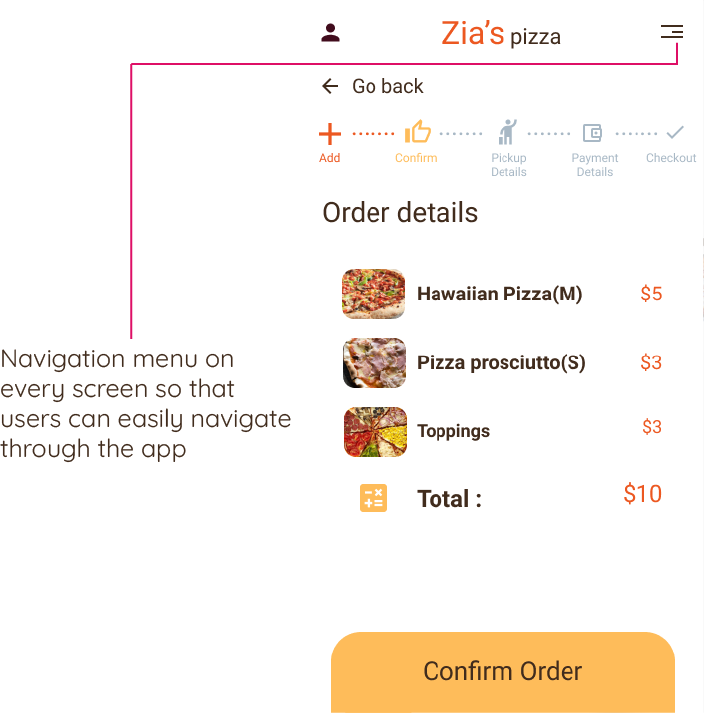 Zia's pizza
Go back
Add
Confirm
Pickup
Details
Payment
Details
Checkout
Order details
Hawaiian Pizza(M) $5
Pizza prosciutto(S) $3
Toppings $3
Total : $10
Confirm Order
Navigation menu on
every screen so that
users can easily navigate
through the app